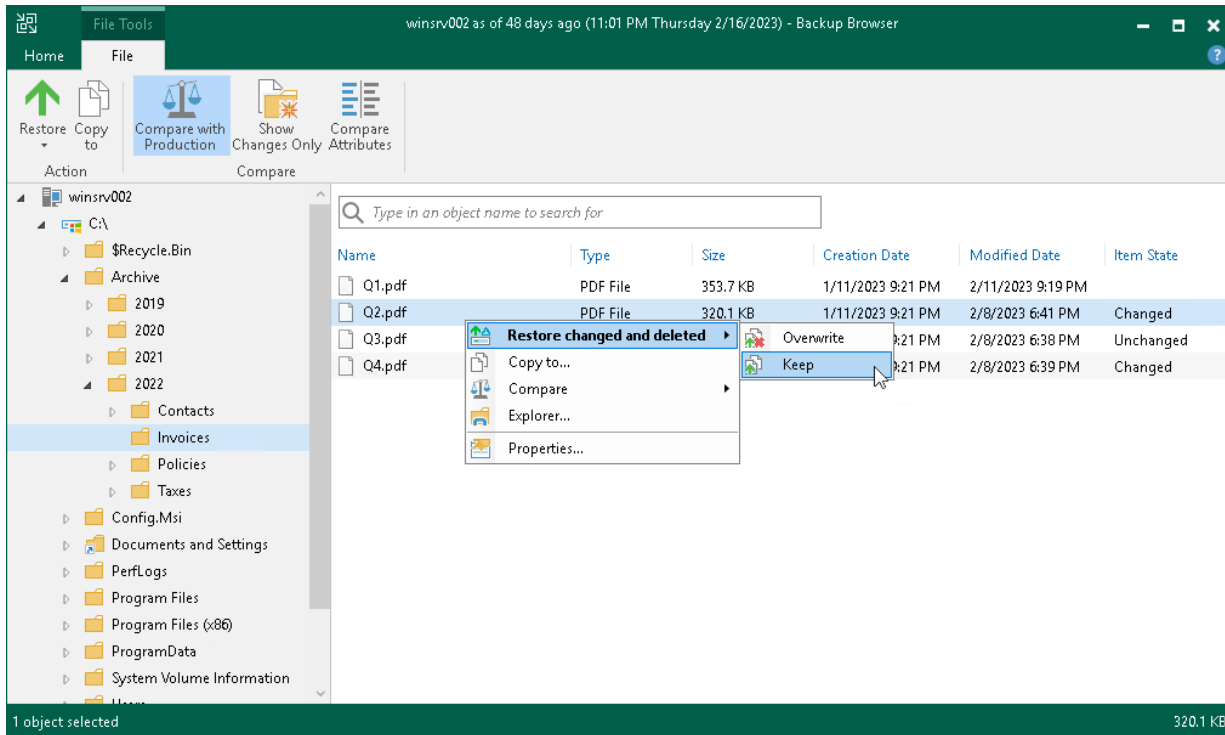 File Tools
winsrv002 as of 48 days ago (11:01 PM Thursday 2/16/2023) - Backup Browser
Home File
?
Restore Copy to Compare with Production Show Changes Only Compare Attributes
Action Compare
winsrv002
C:\
$Recycle.Bin
Archive
2019
2020
2021
2022
Contacts
Invoices
Policies
Taxes
Config.Msi
Documents and Settings
PerfLogs
Program Files
Program Files (x86)
ProgramData
System Volume Information
Type in an object name to search for
Name Type Size Creation Date Modified Date Item State
Q1.pdf PDF File 353.7 KB 1/11/2023 9:21 PM 2/11/2023 9:19 PM
Q2.pdf PDF File 320.1 KB 1/11/2023 9:21 PM 2/8/2023 6:41 PM Changed
Q3.pdf 9:21 PM 2/8/2023 6:38 PM Unchanged
Q4.pdf 9:21 PM 2/8/2023 6:39 PM Changed
Restore changed and deleted
Copy to...
Compare
Explorer...
Properties...
Overwrite
Keep
1 object selected 320.1 KB